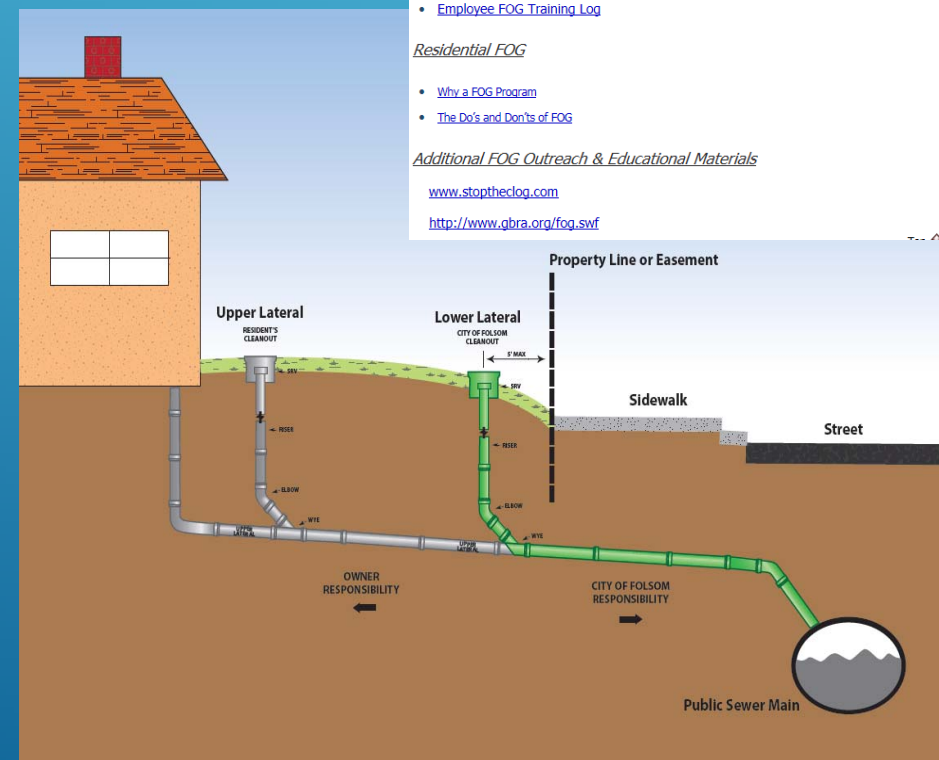 • Employee FOG Training Log
Residential FOG
• Why a FOG Program
• The Do's and Don'ts of FOG
Additional FOG Outreach & Educational Materials
www.stoptheclog.com
http://www.gbra.org/fog.swf
Property Line or Easement
Upper Lateral
RESIDENT'S
CLEANOUT
Lower Lateral
CITY OF FOLSOM
CLEANOUT
5' MAX
SRV
SRV
Sidewalk
Street
RISER
RISER
ELBOW
ELBOW
WYE
WYE
UPPER
LATERAL
UPPER
LATERAL
OWNER
RESPONSIBILITY
CITY OF FOLSOM
RESPONSIBILITY
Public Sewer Main